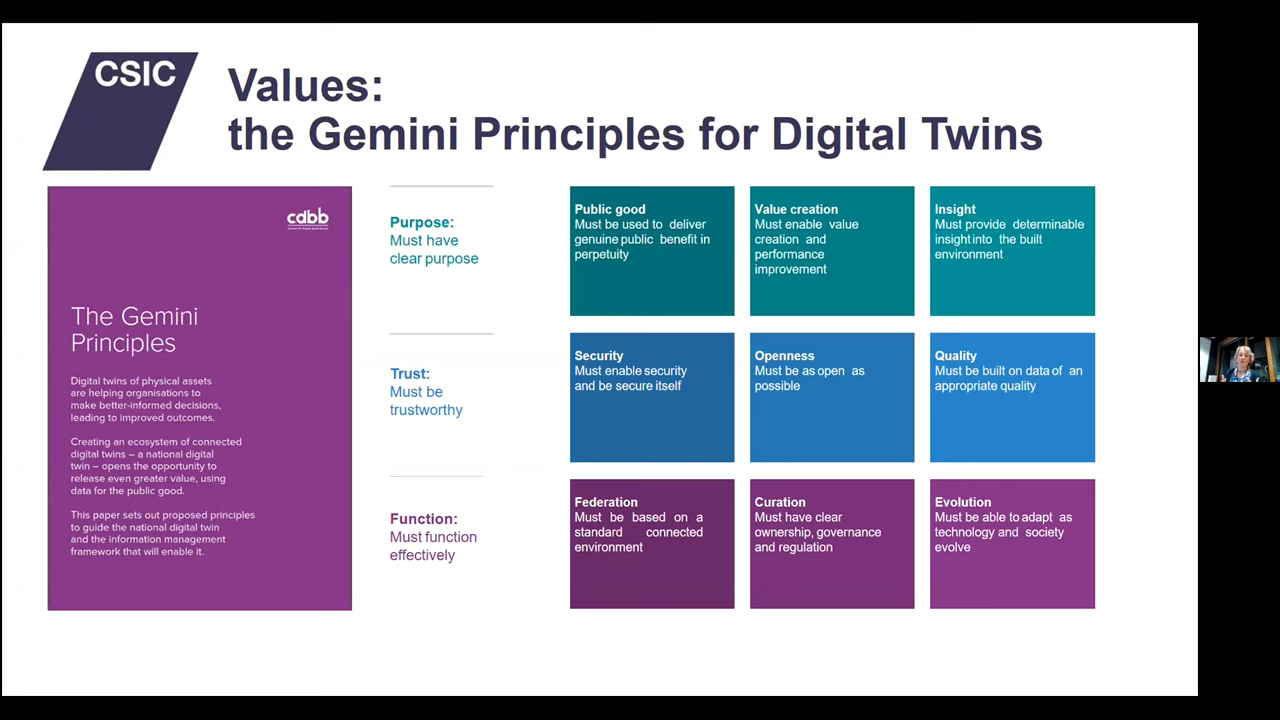 CSIC
Values:
the Gemini Principles for Digital Twins
cdbb
The Gemini
Principles
Digital twins of physical assets
are helping organisations to
make better-informed decisions,
leading to improved outcomes.
Creating an ecosystem of connected
digital twins – a national digital
twin – opens the opportunity to
release even greater value, using
data for the public good.
This paper sets out proposed principles
to guide the national digital twin
and the information management
framework that will enable it.
Purpose:
Must have
clear purpose
Public good
Must be used to deliver
genuine public benefit in
perpetuity
Value creation
Must enable value
creation and
performance
improvement
Insight
Must provide determinable
insight into the built
environment
Trust:
Must be
trustworthy
Security
Must enable security
and be secure itself
Openness
Must be as open as
possible
Quality
Must be built on data of an
appropriate quality
Function:
Must function
effectively
Federation
Must be based on a
standard connected
environment
Curation
Must have clear
ownership, governance
and regulation
Evolution
Must be able to adapt as
technology and society
evolve